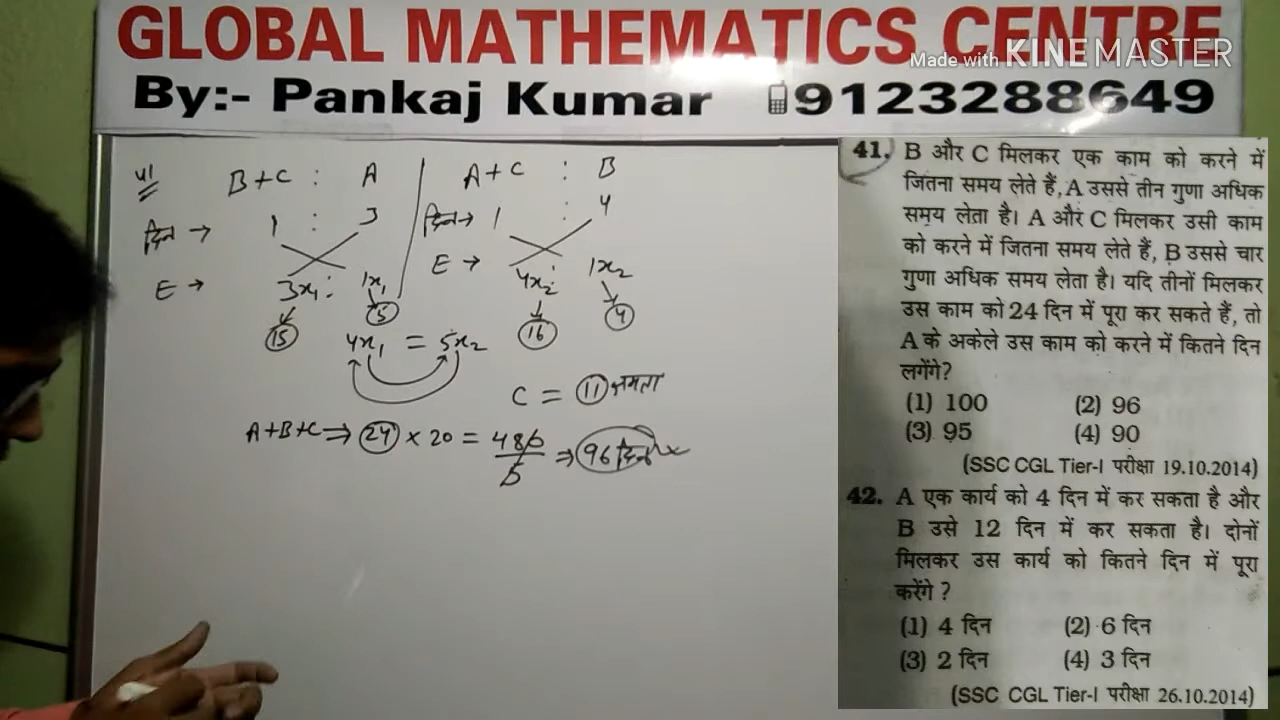 GLOBAL MATHEMATICS CENTRE
Made with KINEMASTER
By:- Pankaj Kumar 9123288649
41 B+C : A A+C : B
दिन → 1 : 3 दिन → 1 : 4
E → 3x1 : 1x1 E → 4x2 : 1x2
15 5 16 4
4x1 = 5x2
C = 11 क्षमता
A+B+C ⇒ 24 × 20 = 480/5 ⇒ 96 दिन
41. B और C मिलकर एक काम को करने में
जितना समय लेते हैं, A उससे तीन गुणा अधिक
समय लेता है। A और C मिलकर उसी काम
को करने में जितना समय लेते हैं, B उससे चार
गुणा अधिक समय लेता है। यदि तीनों मिलकर
उस काम को 24 दिन में पूरा कर सकते हैं, तो
A के अकेले उस काम को करने में कितने दिन
लगेंगे?
(1) 100 (2) 96
(3) 95 (4) 90
(SSC CGL Tier-I परीक्षा 19.10.2014)
42. A एक कार्य को 4 दिन में कर सकता है और
B उसे 12 दिन में कर सकता है। दोनों
मिलकर उस कार्य को कितने दिन में पूरा
करेंगे ?
(1) 4 दिन (2) 6 दिन
(3) 2 दिन (4) 3 दिन
(SSC CGL Tier-I परीक्षा 26.10.2014)